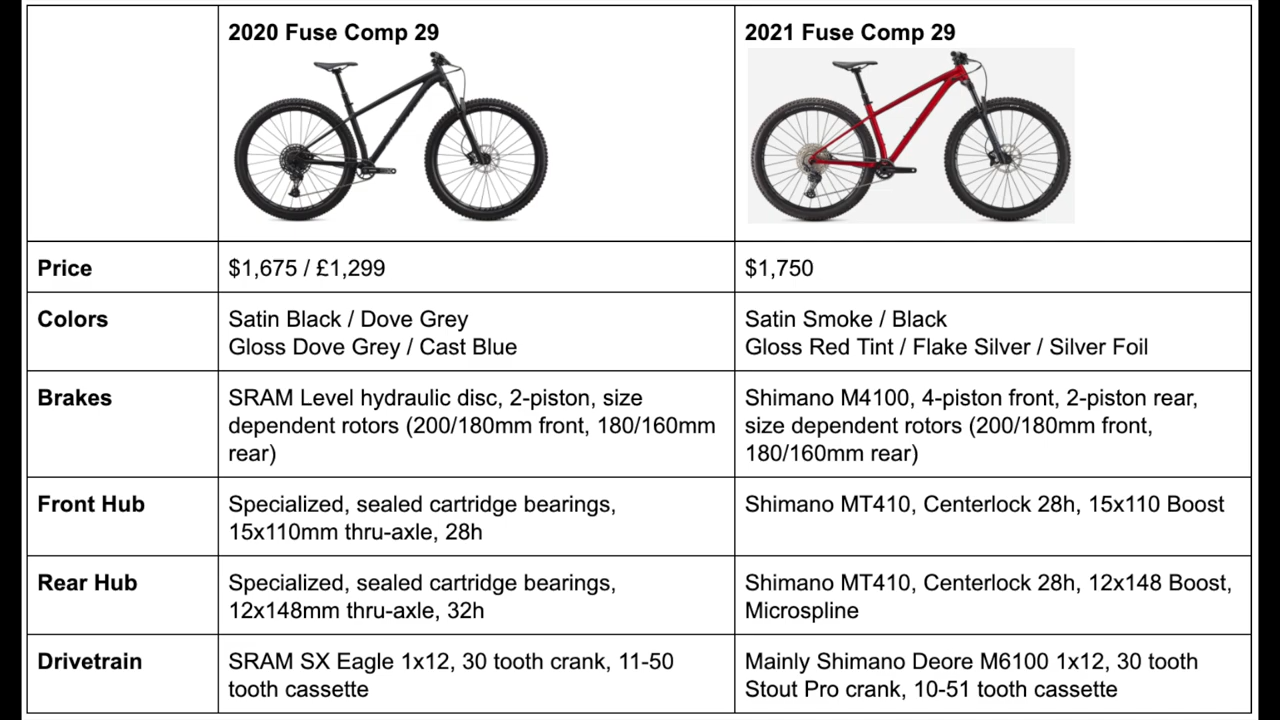 2020 Fuse Comp 29
2021 Fuse Comp 29
Price
$1,675 / £1,299
$1,750
Colors
Satin Black / Dove Grey
Gloss Dove Grey / Cast Blue
Satin Smoke / Black
Gloss Red Tint / Flake Silver / Silver Foil
Brakes
SRAM Level hydraulic disc, 2-piston, size
dependent rotors (200/180mm front, 180/160mm
rear)
Shimano M4100, 4-piston front, 2-piston rear,
size dependent rotors (200/180mm front,
180/160mm rear)
Front Hub
Specialized, sealed cartridge bearings,
15x110mm thru-axle, 28h
Shimano MT410, Centerlock 28h, 15x110 Boost
Rear Hub
Specialized, sealed cartridge bearings,
12x148mm thru-axle, 32h
Shimano MT410, Centerlock 28h, 12x148 Boost,
Microspline
Drivetrain
SRAM SX Eagle 1x12, 30 tooth crank, 11-50
tooth cassette
Mainly Shimano Deore M6100 1x12, 30 tooth
Stout Pro crank, 10-51 tooth cassette